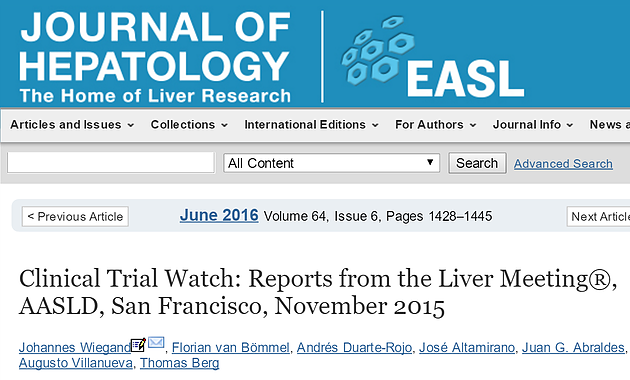 JOURNAL OF
HEPATOLOGY
The Home of Liver Research
EASL
Articles and Issues Collections International Editions For Authors Journal Info News a
All Content Search Advanced Search
< Previous Article June 2016 Volume 64, Issue 6, Pages 1428–1445 Next Article
Clinical Trial Watch: Reports from the Liver Meeting®,
AASLD, San Francisco, November 2015
Johannes Wiegand, Florian van Bömmel, Andrés Duarte-Rojo, José Altamirano, Juan G. Abraldes,
Augusto Villanueva, Thomas Berg